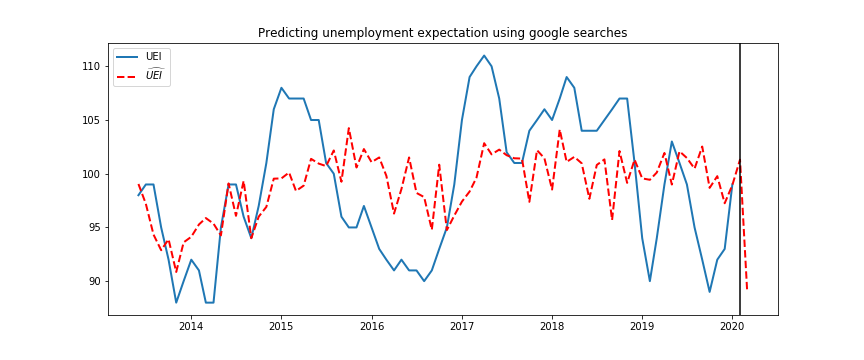 Predicting unemployment expectation using google searches
UEI
$\widehat{UEI}$
110
105
100
95
90
2014 2015 2016 2017 2018 2019 2020